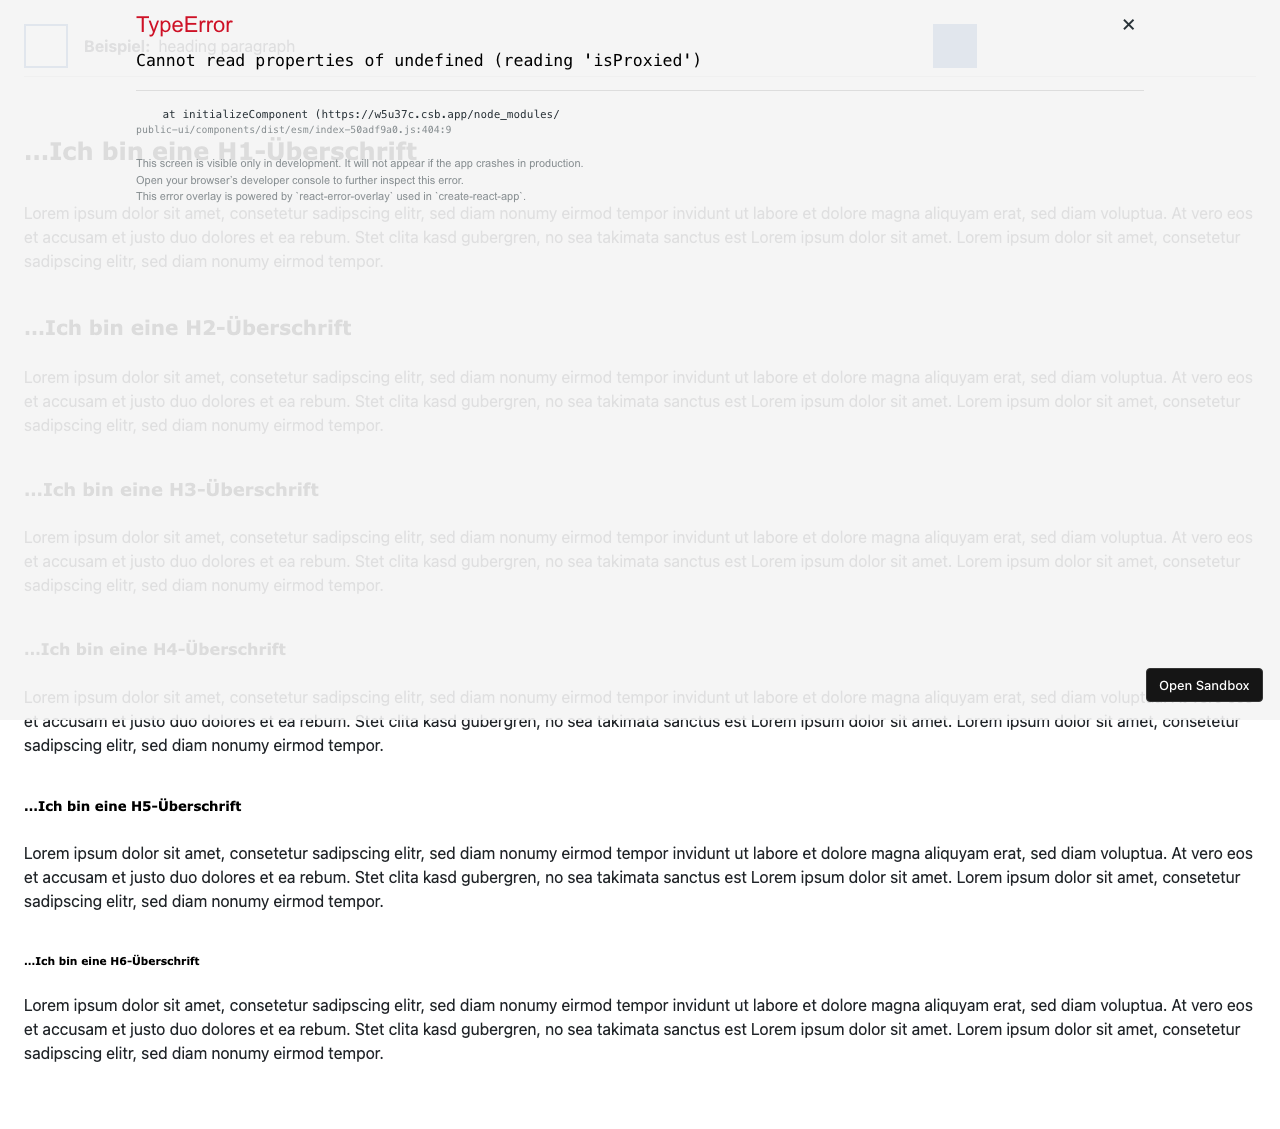 TypeError
✕
Beispiel: heading paragraph
Cannot read properties of undefined (reading 'isProxied')
at initializeComponent (https://w5u37c.csb.app/node_modules/
public-ui/components/dist/esm/index-50adf9a0.js:404:9
...Ich bin eine H1-Überschrift
This screen is visible only in development. It will not appear if the app crashes in production.
Open your browser's developer console to further inspect this error.
This error overlay is powered by `react-error-overlay` used in `create-react-app`.
Lorem ipsum dolor sit amet, consetetur sadipscing elitr, sed diam nonumy eirmod tempor invidunt ut labore et dolore magna aliquyam erat, sed diam voluptua. At vero eos
et accusam et justo duo dolores et ea rebum. Stet clita kasd gubergren, no sea takimata sanctus est Lorem ipsum dolor sit amet. Lorem ipsum dolor sit amet, consetetur
sadipscing elitr, sed diam nonumy eirmod tempor.
...Ich bin eine H2-Überschrift
Lorem ipsum dolor sit amet, consetetur sadipscing elitr, sed diam nonumy eirmod tempor invidunt ut labore et dolore magna aliquyam erat, sed diam voluptua. At vero eos
et accusam et justo duo dolores et ea rebum. Stet clita kasd gubergren, no sea takimata sanctus est Lorem ipsum dolor sit amet. Lorem ipsum dolor sit amet, consetetur
sadipscing elitr, sed diam nonumy eirmod tempor.
...Ich bin eine H3-Überschrift
Lorem ipsum dolor sit amet, consetetur sadipscing elitr, sed diam nonumy eirmod tempor invidunt ut labore et dolore magna aliquyam erat, sed diam voluptua. At vero eos
et accusam et justo duo dolores et ea rebum. Stet clita kasd gubergren, no sea takimata sanctus est Lorem ipsum dolor sit amet. Lorem ipsum dolor sit amet, consetetur
sadipscing elitr, sed diam nonumy eirmod tempor.
...Ich bin eine H4-Überschrift
Open Sandbox
Lorem ipsum dolor sit amet, consetetur sadipscing elitr, sed diam nonumy eirmod tempor invidunt ut labore et dolore magna aliquyam erat, sed diam voluptua. At vero eos
et accusam et justo duo dolores et ea rebum. Stet clita kasd gubergren, no sea takimata sanctus est Lorem ipsum dolor sit amet. Lorem ipsum dolor sit amet, consetetur
sadipscing elitr, sed diam nonumy eirmod tempor.
...Ich bin eine H5-Überschrift
Lorem ipsum dolor sit amet, consetetur sadipscing elitr, sed diam nonumy eirmod tempor invidunt ut labore et dolore magna aliquyam erat, sed diam voluptua. At vero eos
et accusam et justo duo dolores et ea rebum. Stet clita kasd gubergren, no sea takimata sanctus est Lorem ipsum dolor sit amet. Lorem ipsum dolor sit amet, consetetur
sadipscing elitr, sed diam nonumy eirmod tempor.
...Ich bin eine H6-Überschrift
Lorem ipsum dolor sit amet, consetetur sadipscing elitr, sed diam nonumy eirmod tempor invidunt ut labore et dolore magna aliquyam erat, sed diam voluptua. At vero eos
et accusam et justo duo dolores et ea rebum. Stet clita kasd gubergren, no sea takimata sanctus est Lorem ipsum dolor sit amet. Lorem ipsum dolor sit amet, consetetur
sadipscing elitr, sed diam nonumy eirmod tempor.